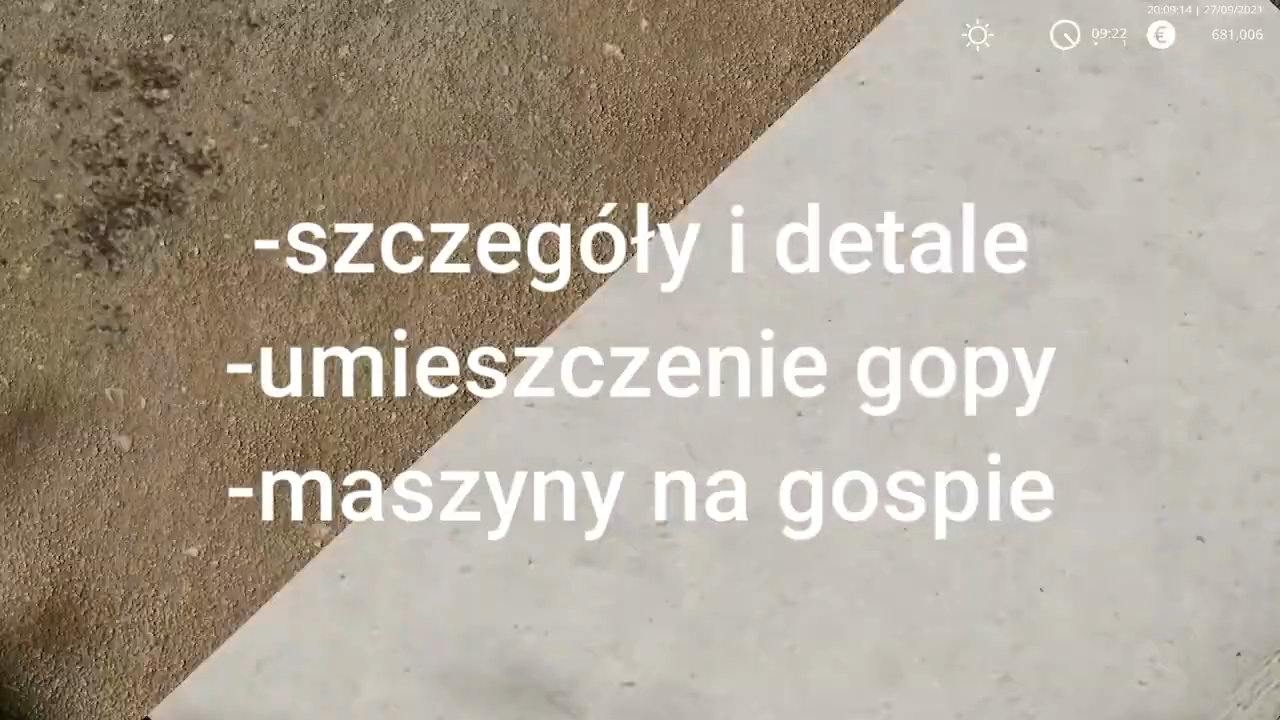 20:09:14 | 27/09/2021
09:22
681,006
-szczegóły i detale
-umieszczenie gopy
-maszyny na gospie